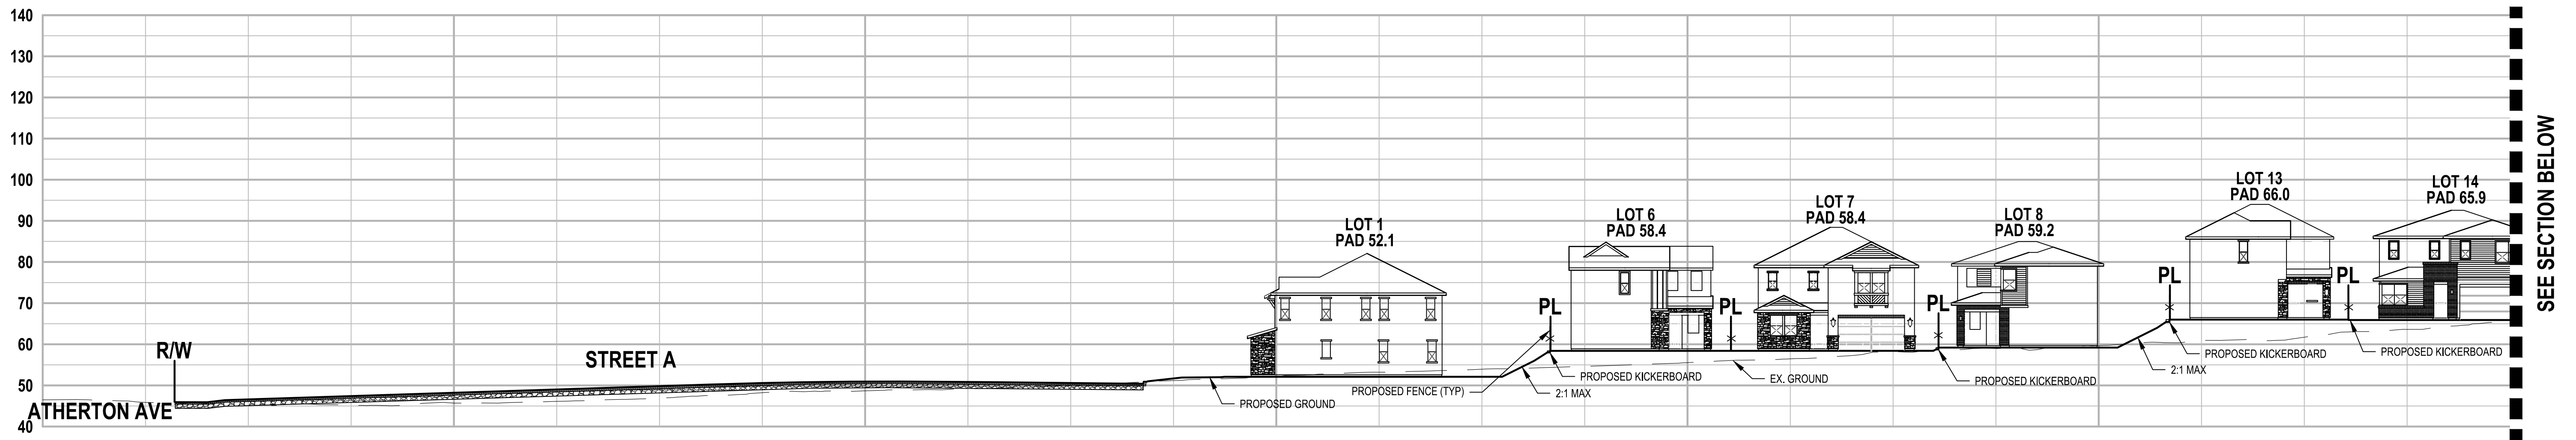 140
130
120
110
100
90
80
70
60
50
40
ATHERTON AVE
R/W
STREET A
LOT 1
PAD 52.1
PROPOSED GROUND
PROPOSED FENCE (TYP)
PL
2:1 MAX
PROPOSED KICKERBOARD
LOT 6
PAD 58.4
PL
EX. GROUND
LOT 7
PAD 58.4
PL
PROPOSED KICKERBOARD
LOT 8
PAD 59.2
2:1 MAX
PL
PROPOSED KICKERBOARD
LOT 13
PAD 66.0
PL
PROPOSED KICKERBOARD
LOT 14
PAD 65.9
SEE SECTION BELOW